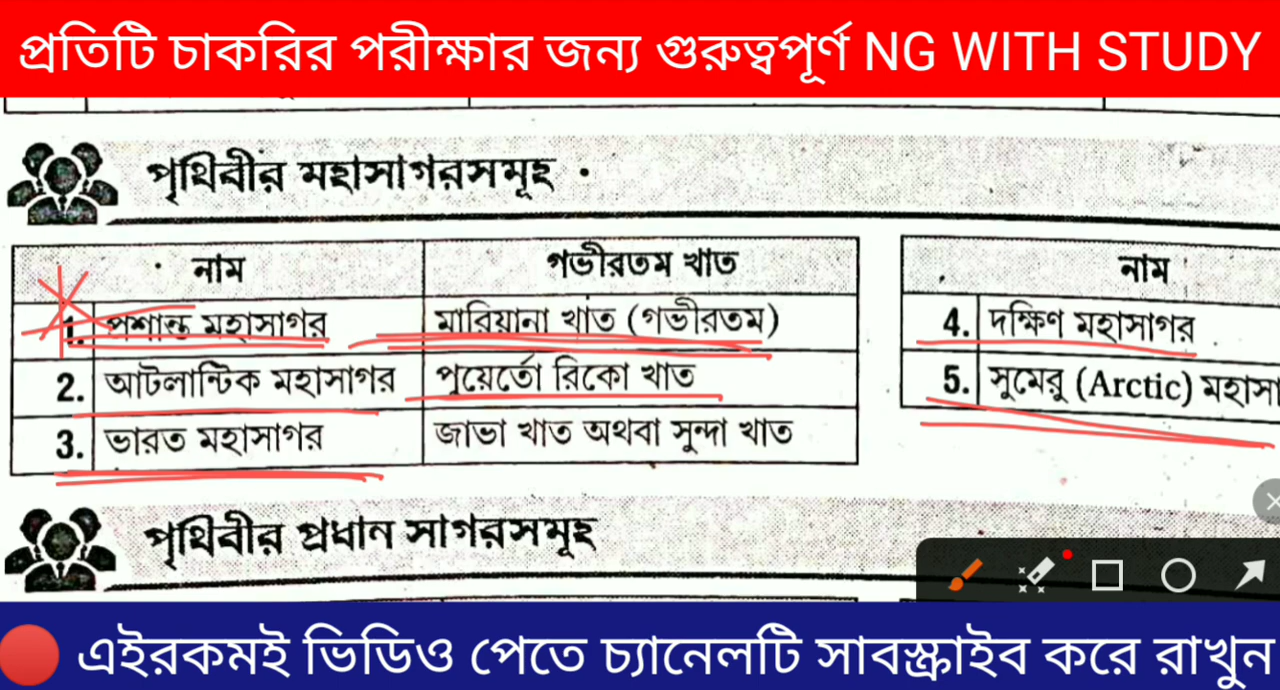 প্রতিটি চাকরির পরীক্ষার জন্য গুরুত্বপূর্ণ NG WITH STUDY
পৃথিবীর মহাসাগরসমূহ
নাম গভীরতম খাত
1. প্রশান্ত মহাসাগর মারিয়ানা খাত (গভীরতম)
2. আটলান্টিক মহাসাগর পুয়ের্তো রিকো খাত
3. ভারত মহাসাগর জাভা খাত অথবা সুন্দা খাত
নাম
4. দক্ষিণ মহাসাগর
5. সুমেরু (Arctic)
পৃথিবীর প্রধান সাগরসমূহ
এইরকমই ভিডিও পেতে চ্যানেলটি সাবস্ক্রাইব করে রাখুন